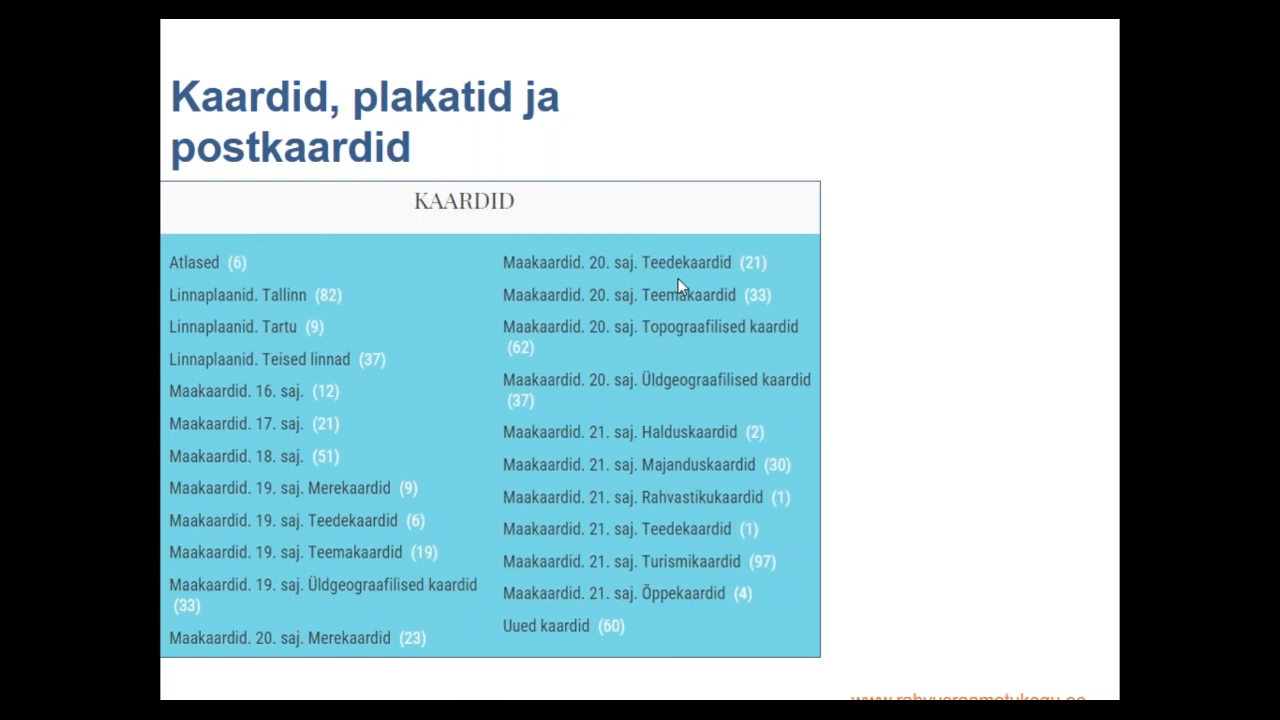 Kaardid, plakatid ja
postkaardid
KAARDID
Atlased (6)
Linnaplaanid. Tallinn (82)
Linnaplaanid. Tartu (9)
Linnaplaanid. Teised linnad (37)
Maakaardid. 16. saj. (12)
Maakaardid. 17. saj. (21)
Maakaardid. 18. saj. (51)
Maakaardid. 19. saj. Merekaardid (9)
Maakaardid. 19. saj. Teedekaardid (6)
Maakaardid. 19. saj. Teemakaardid (19)
Maakaardid. 19. saj. Üldgeograafilised kaardid
(33)
Maakaardid. 20. saj. Merekaardid (23)
Maakaardid. 20. saj. Teedekaardid (21)
Maakaardid. 20. saj. Teemakaardid (33)
Maakaardid. 20. saj. Topograafilised kaardid
(62)
Maakaardid. 20. saj. Üldgeograafilised kaardid
(37)
Maakaardid. 21. saj. Halduskaardid (2)
Maakaardid. 21. saj. Majanduskaardid (30)
Maakaardid. 21. saj. Rahvastikukaardid (1)
Maakaardid. 21. saj. Teedekaardid (1)
Maakaardid. 21. saj. Turismikaardid (97)
Maakaardid. 21. saj. Õppekaardid (4)
Uued kaardid (60)
www.rahvusraamatukogu.ee